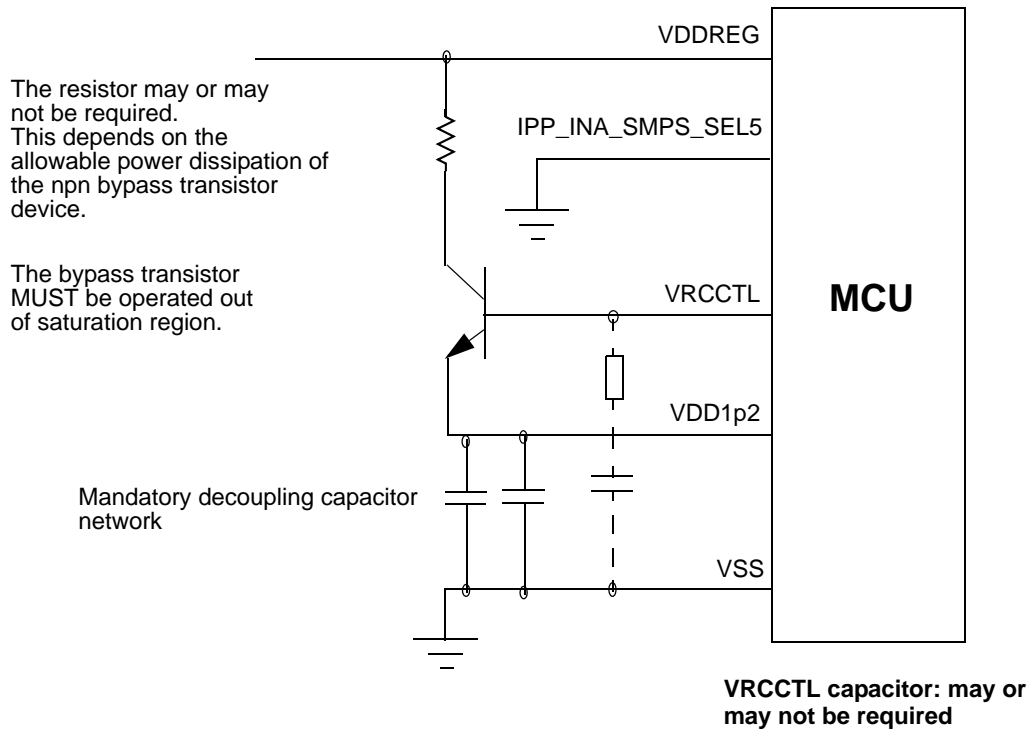 VDDREG
The resistor may or may
not be required.
This depends on the
allowable power dissipation of
the npn bypass transistor
device.
IPP_INA_SMPS_SEL5
The bypass transistor
MUST be operated out
of saturation region.
VRCCTL
MCU
VDD1p2
Mandatory decoupling capacitor
network
VSS
VRCCTL capacitor: may or
may not be required